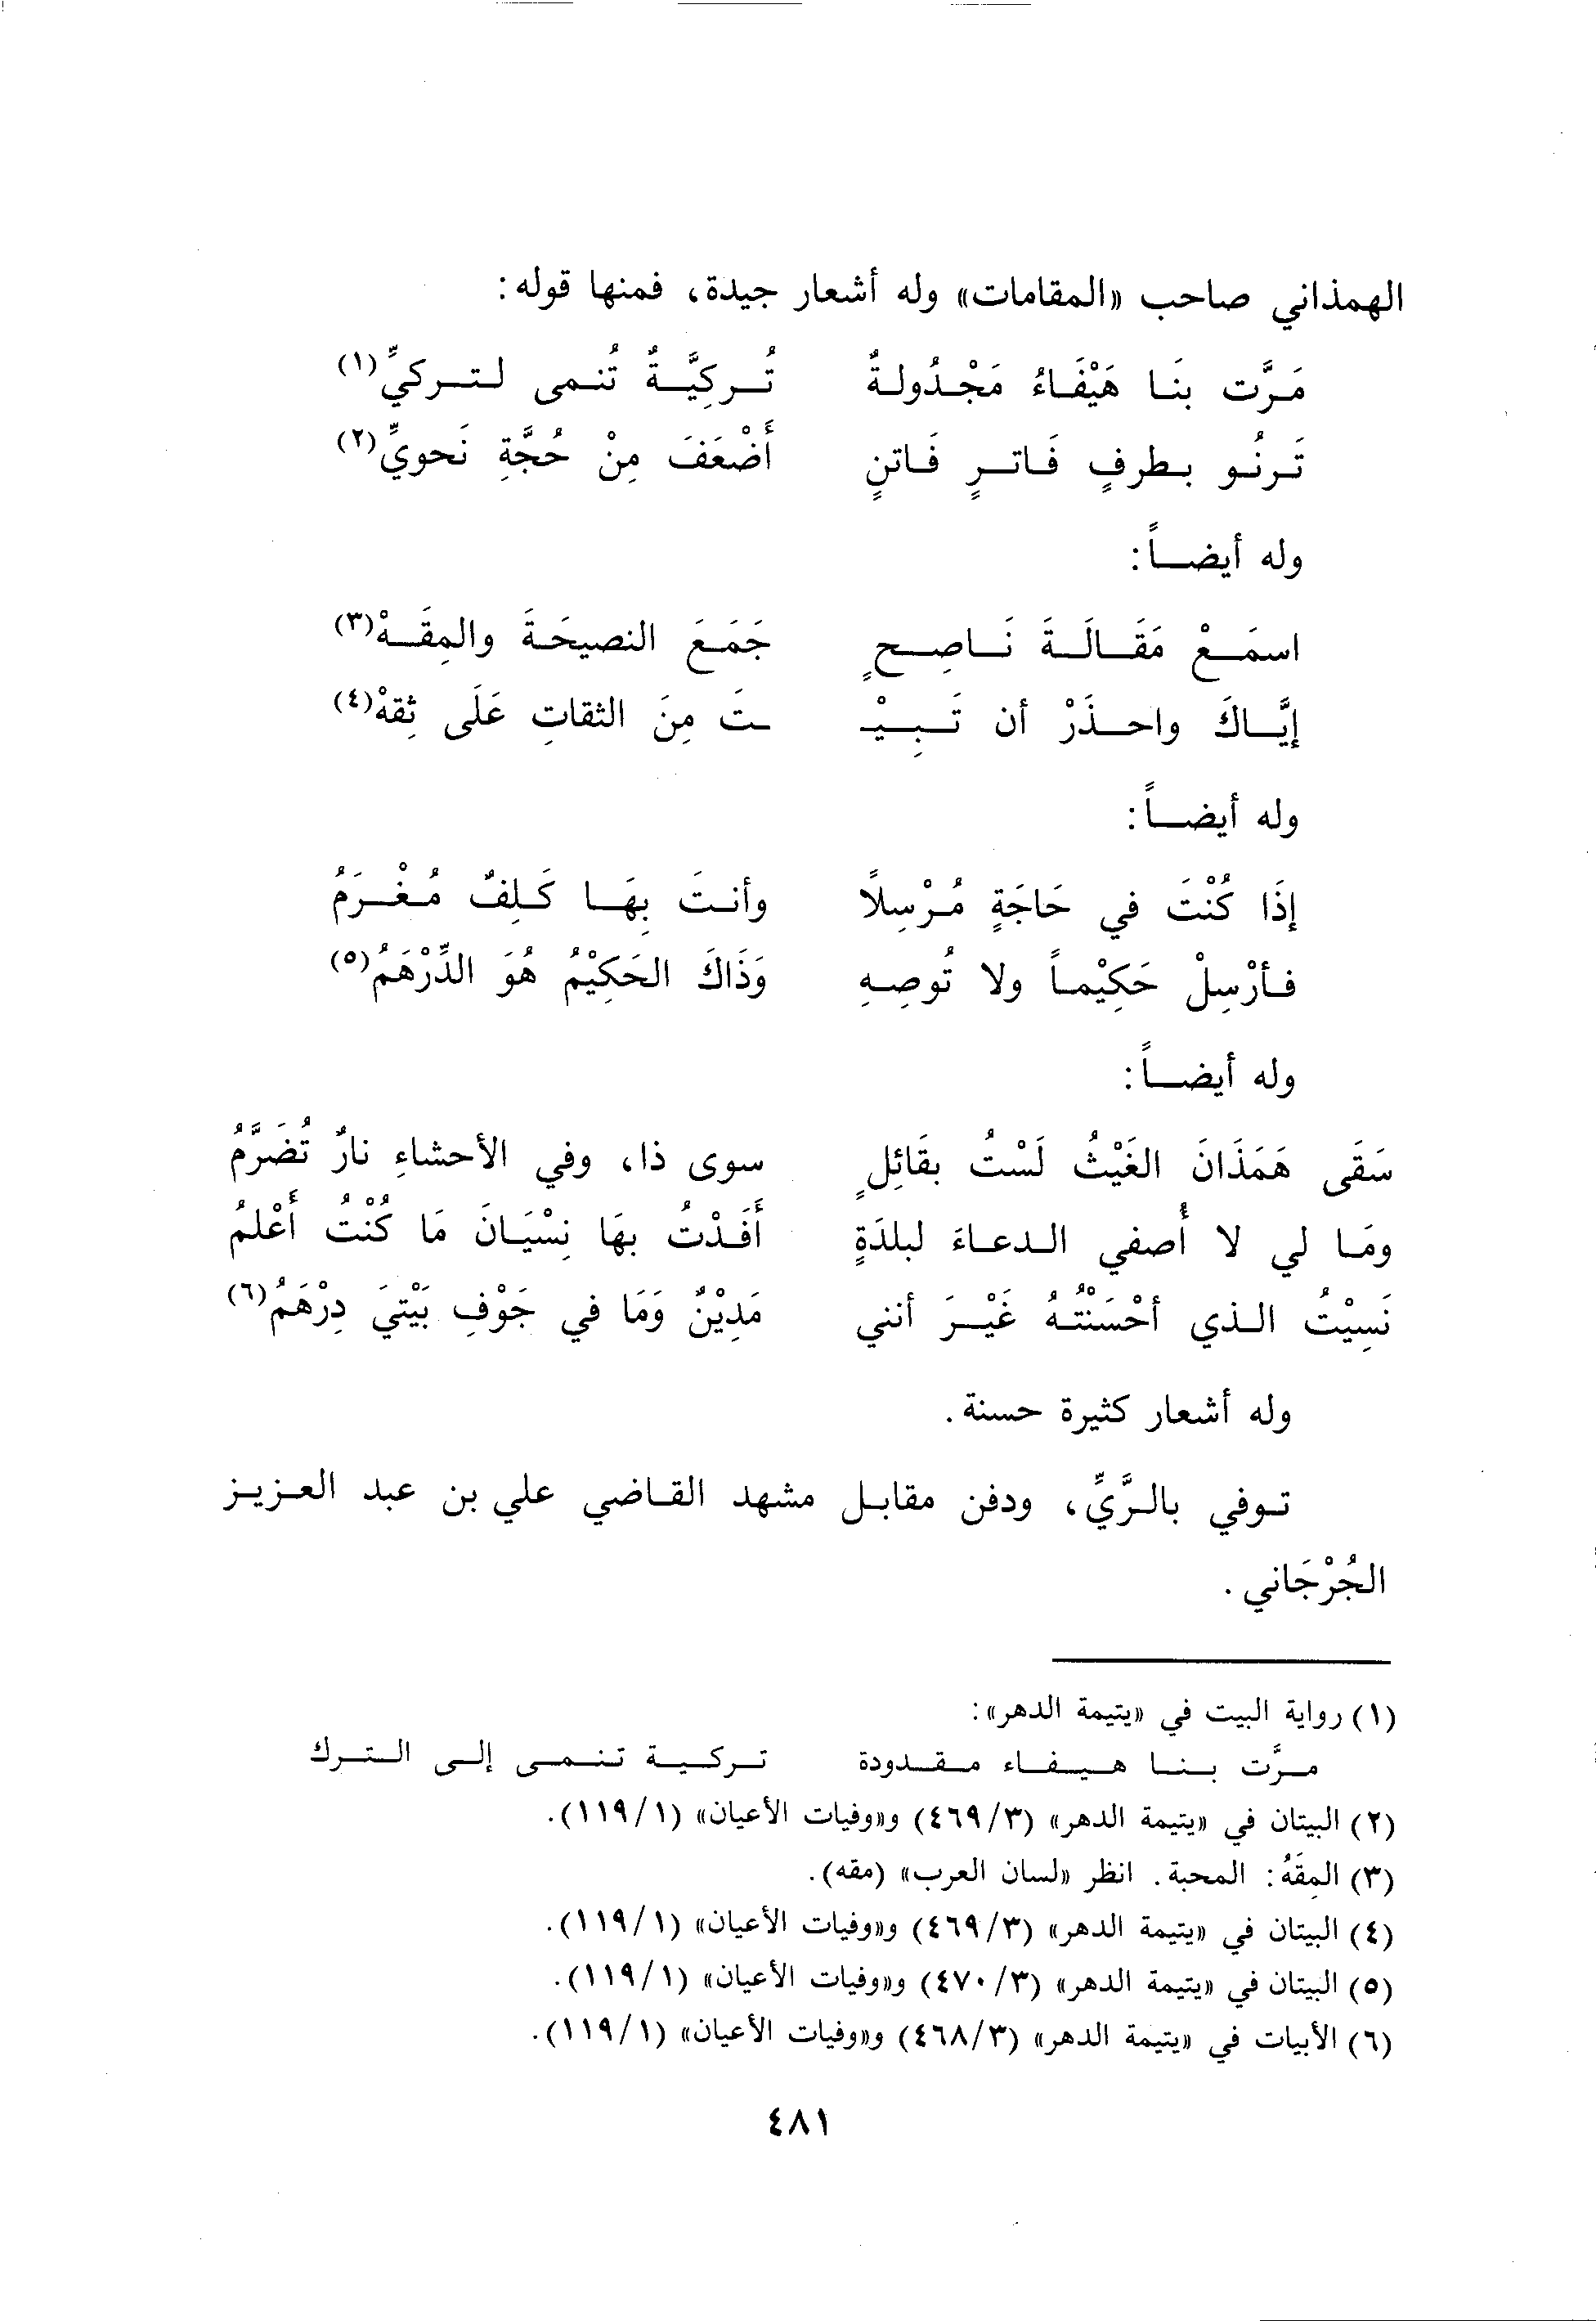 الهمذاني صاحب «المقامات» وله أشعار جيدة، فمنها قوله:
مَرَّت بنَا هَيْفَاءُ مَجْدُولةٌ تُركِيَّةٌ تُنمى لتركيِّ(١)
تَرنُو بطرفٍ فَاترٍ فَاتنٍ أَضْعَفَ مِنْ حُجَّةِ نَحويِّ(٢)
وله أيضاً:
اسمَعْ مَقَالَةَ نَاصِحٍ جَمَعَ النصيحَةَ والمِقَهْ(٣)
إيَّاكَ واحذَرْ أن تَبِيْـ ـتَ مِنَ الثقاتِ عَلَى ثِقهْ(٤)
وله أيضاً:
إذَا كُنْتَ في حَاجَةٍ مُرْسِلًا وأنتَ بِهَا كَلِفٌ مُغْرَمُ
فأرْسِلْ حَكِيْماً ولا تُوصِهِ وَذَاكَ الحَكِيْمُ هُوَ الدِّرْهَمُ(٥)
وله أيضاً:
سَقَى هَمَذَانَ الغَيْثُ لَسْتُ بقَائِلٍ سوى ذا، وفي الأحشاءِ نارٌ تُضَرَّمُ
ومَا لي لا أُصفي الدعاءَ لبلدَةٍ أَفَدْتُ بهَا نِسْيَانَ مَا كُنْتُ أَعْلمُ
نَسِيْتُ الذي أحْسَنْتُهُ غَيْرَ أنني مَدِيْنٌ وَمَا في جَوْفِ بَيْتيَ دِرْهَمُ(٦)
وله أشعار كثيرة حسنة.
توفي بالرَّيِّ، ودفن مقابل مشهد القاضي علي بن عبد العزيز
الجُرْجَاني.
(١) رواية البيت في «يتيمة الدهر»:
مرَّت بنا هيفاء مقدودة تركية تنمى إلى الترك
(٢) البيتان في «يتيمة الدهر» (٤٦٩/٣) و«وفيات الأعيان» (١١٩/١).
(٣) المِقَهُ: المحبة. انظر «لسان العرب» (مقه).
(٤) البيتان في «يتيمة الدهر» (٤٦٩/٣) و«وفيات الأعيان» (١١٩/١).
(٥) البيتان في «يتيمة الدهر» (٤٧٠/٣) و«وفيات الأعيان» (١١٩/١).
(٦) الأبيات في «يتيمة الدهر» (٤٦٨/٣) و«وفيات الأعيان» (١١٩/١).
٤٨١